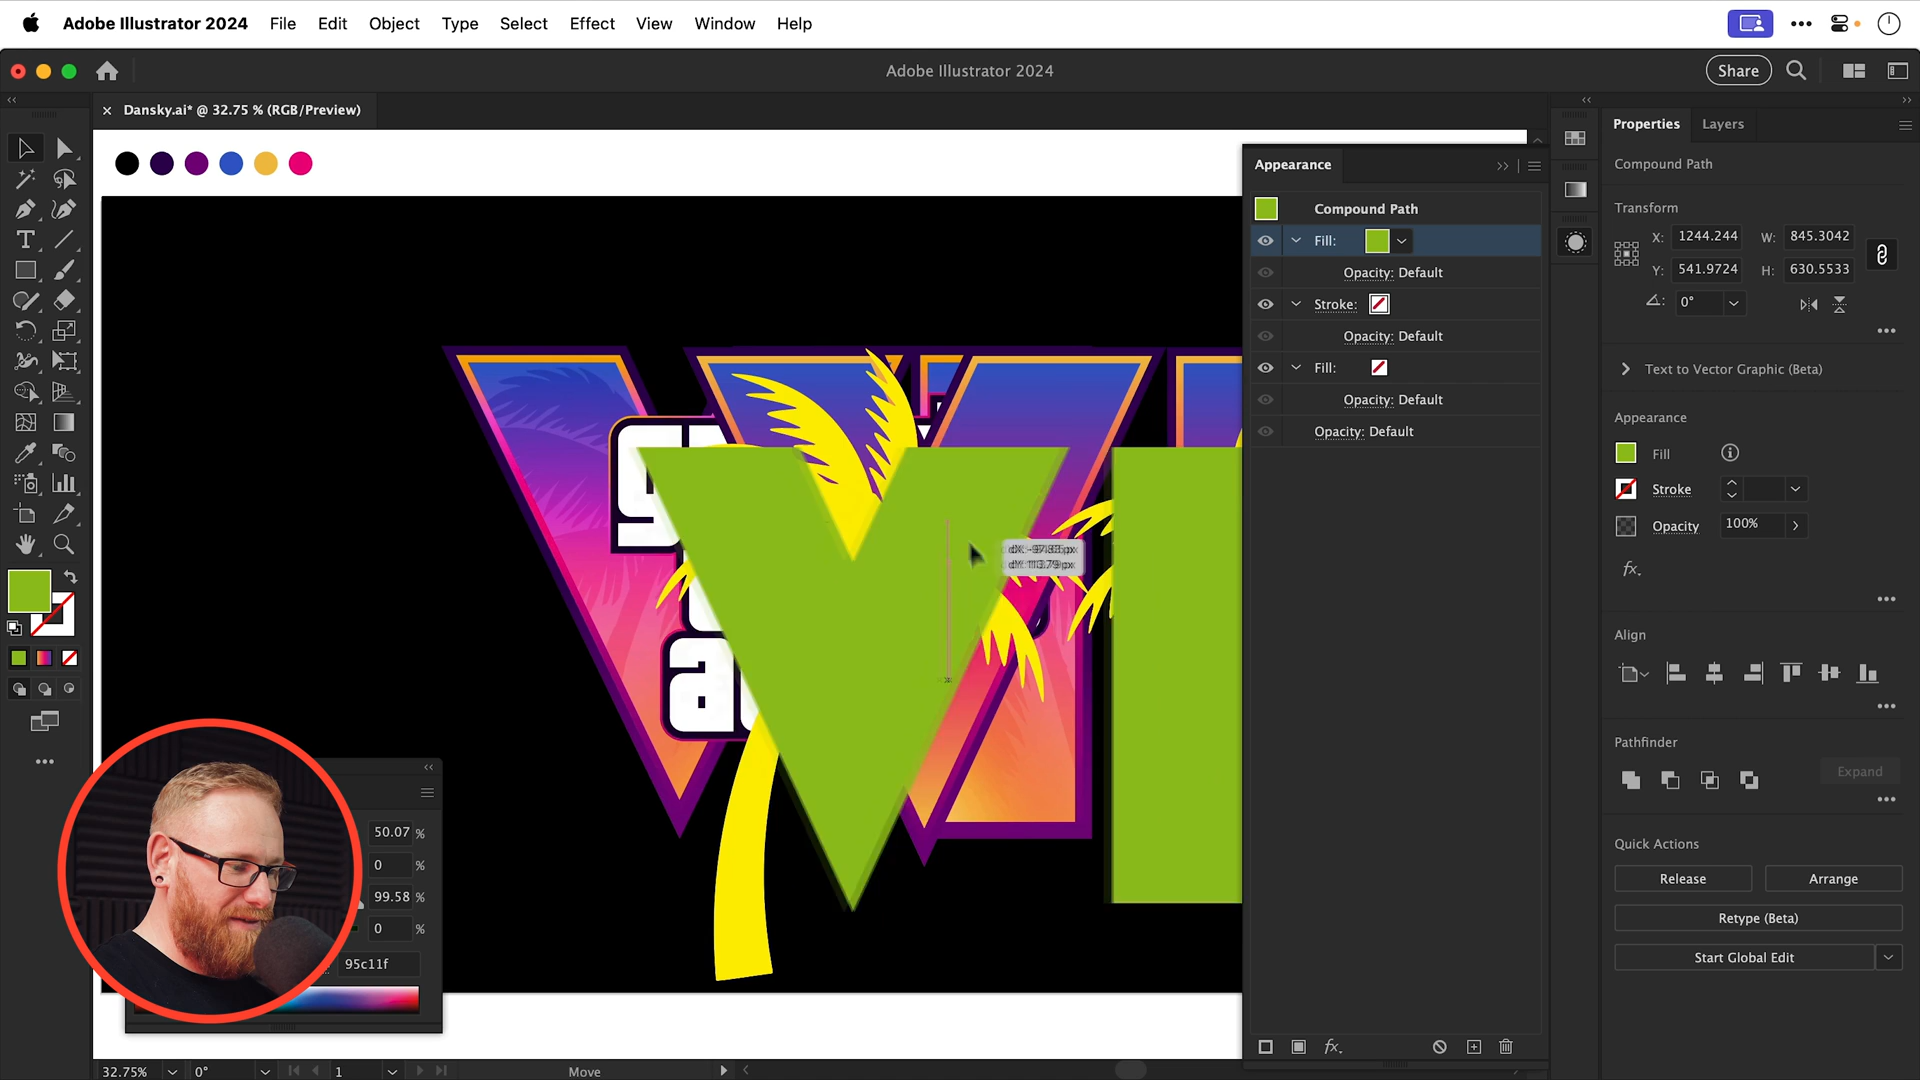 Adobe Illustrator 2024 File Edit Object Type Select Effect View Window Help
Adobe Illustrator 2024
Share
Dansky.ai* @ 32.75 % (RGB/Preview)
Appearance
Compound Path
Fill:
Opacity: Default
Stroke:
Opacity: Default
Fill:
Opacity: Default
Opacity: Default
Properties Layers
Compound Path
Transform
X: 1244.244 W: 845.3042
Y: 541.9724 H: 630.5533
0°
Text to Vector Graphic (Beta)
Appearance
Fill
Stroke
Opacity 100%
fx.
Align
Pathfinder
Expand
Quick Actions
Release Arrange
Retype (Beta)
Start Global Edit
50.07 %
0 %
99.58 %
0 %
95c11f
fx.
32.75% 0° 1 Move